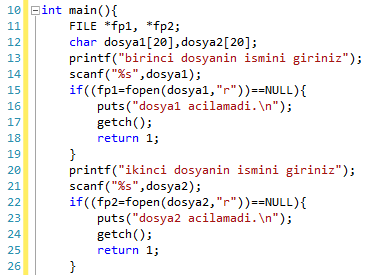 10 int main(){
11 FILE *fp1, *fp2;
12 char dosya1[20],dosya2[20];
13 printf("birinci dosyanin ismini giriniz");
14 scanf("%s",dosya1);
15 if((fp1=fopen(dosya1,"r"))==NULL){
16 puts("dosya1 acilamadi.\n");
17 getch();
18 return 1;
19 }
20 printf("ikinci dosyanin ismini giriniz");
21 scanf("%s",dosya2);
22 if((fp2=fopen(dosya2,"r"))==NULL){
23 puts("dosya2 acilamadi.\n");
24 getch();
25 return 1;
26 }